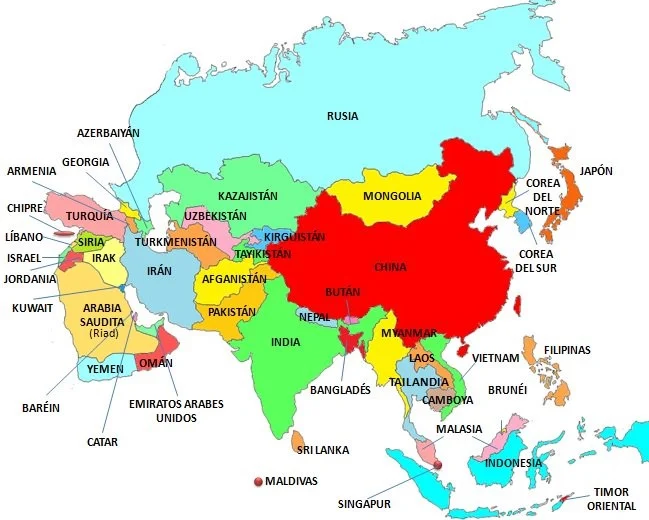 RUSIA
AZERBAIYÁN
GEORGIA
ARMENIA
CHIPRE
TURQUÍA
LÍBANO
SIRIA
ISRAEL
IRAK
JORDANIA
KUWAIT
KAZAJISTÁN
UZBEKISTÁN
TURKMENISTÁN
KIRGUISTÁN
TAYIKISTÁN
IRÁN
AFGANISTÁN
PAKISTÁN
MONGOLIA
CHINA
JAPÓN
COREA
DEL
NORTE
COREA
DEL SUR
ARABIA
SAUDITA
(Riad)
YEMEN
OMÁN
BARÉIN
CATAR
EMIRATOS ARABES
UNIDOS
NEPAL
BUTÁN
INDIA
BANGLADÉS
MYANMAR
LAOS
TAILANDIA
CAMBOYA
VIETNAM
FILIPINAS
BRUNÉI
SRI LANKA
MALDIVAS
MALASIA
SINGAPUR
INDONESIA
TIMOR
ORIENTAL